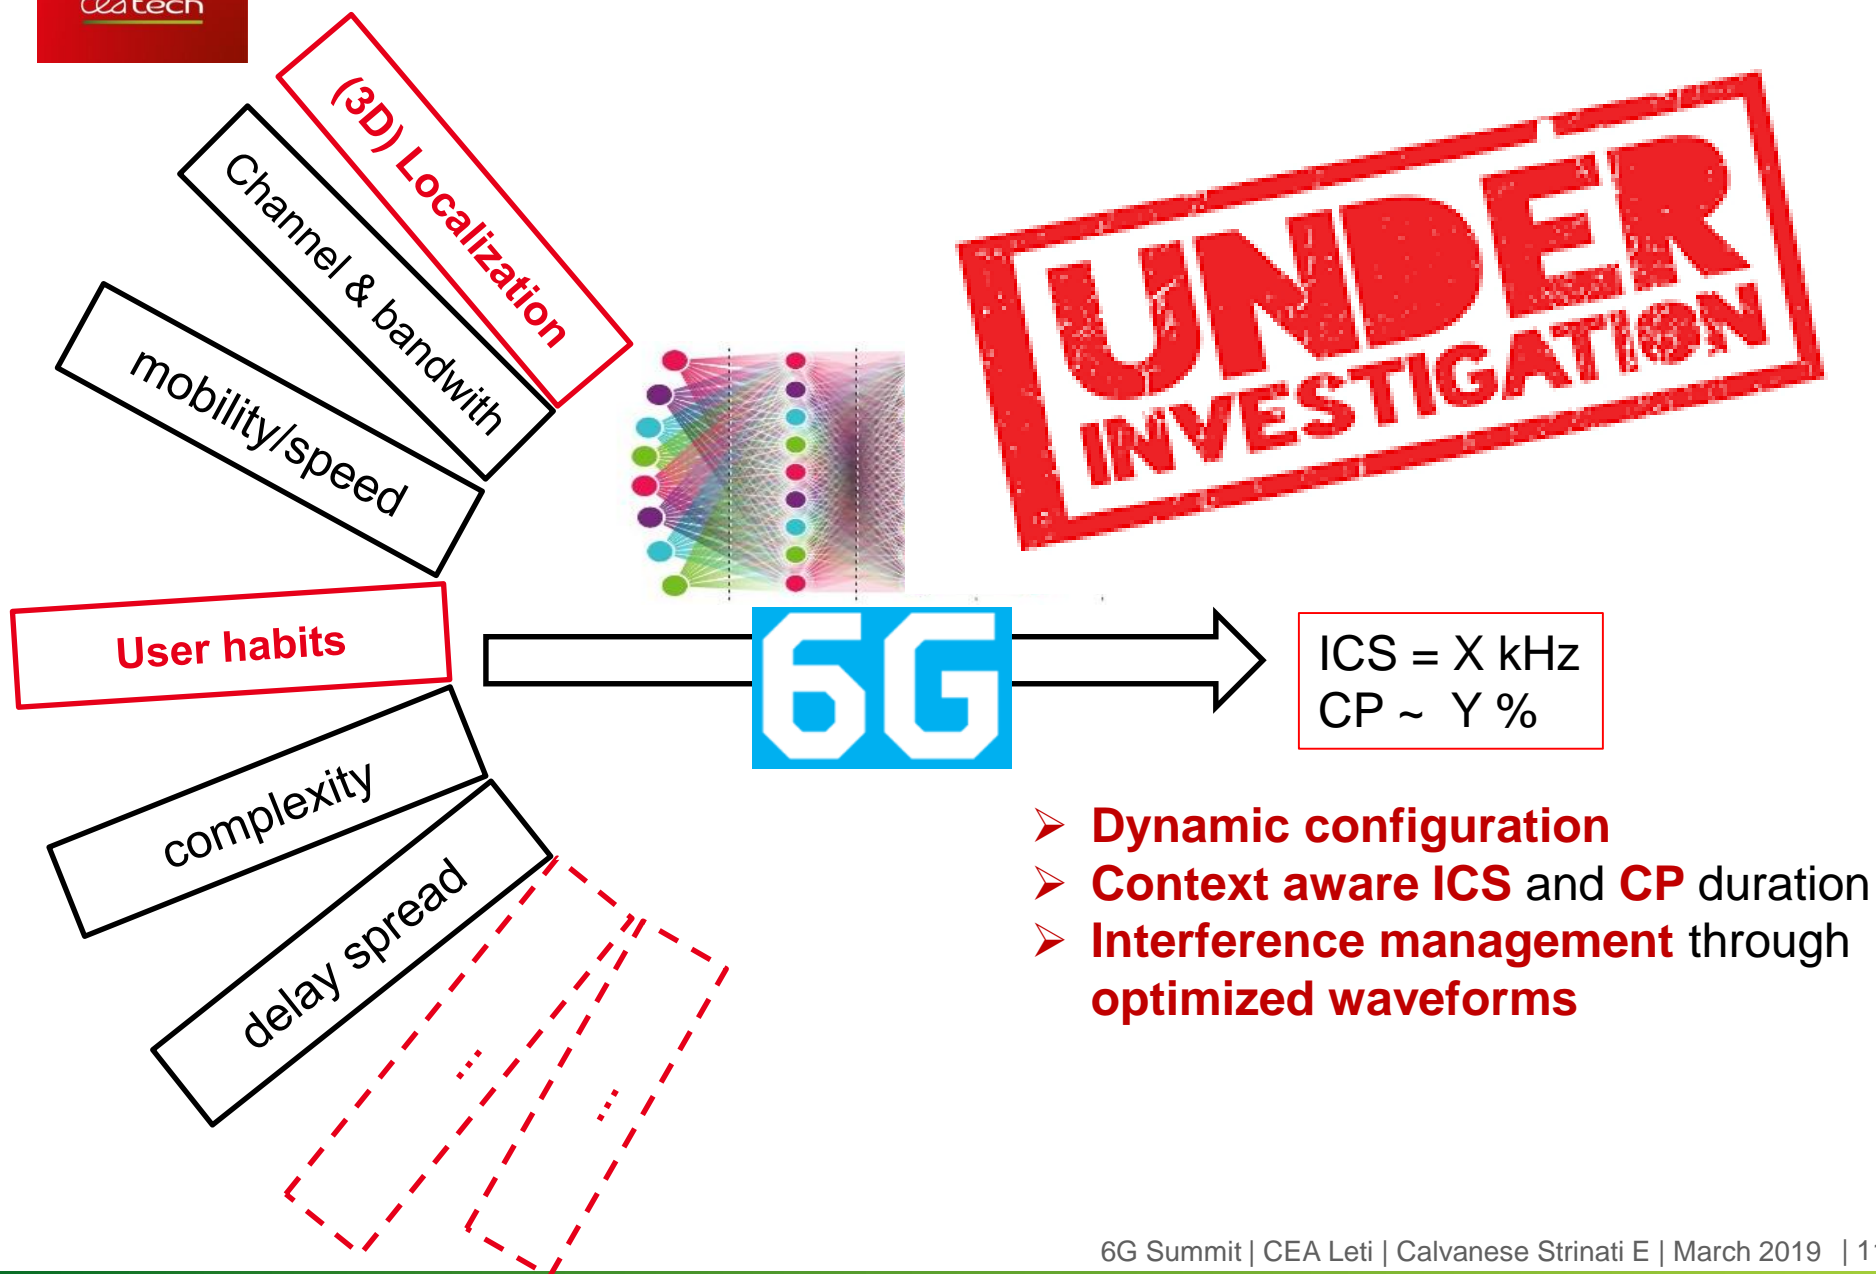 (3D) Localization
Channel & bandwith
mobility/speed
User habits
complexity
delay spread
...
...
UNDER
INVESTIGATION
6G
ICS = X kHz
CP ~ Y %
➢ Dynamic configuration
➢ Context aware ICS and CP duration
➢ Interference management through
optimized waveforms
6G Summit | CEA Leti | Calvanese Strinati E | March 2019 |